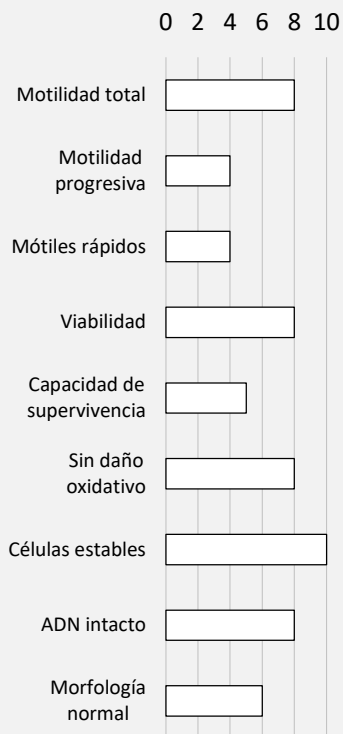 0 2 4 6 8 10
Motilidad total
Motilidad
progresiva
Mótiles rápidos
Viabilidad
Capacidad de
supervivencia
Sin daño
oxidativo
Células estables
ADN intacto
Morfología
normal